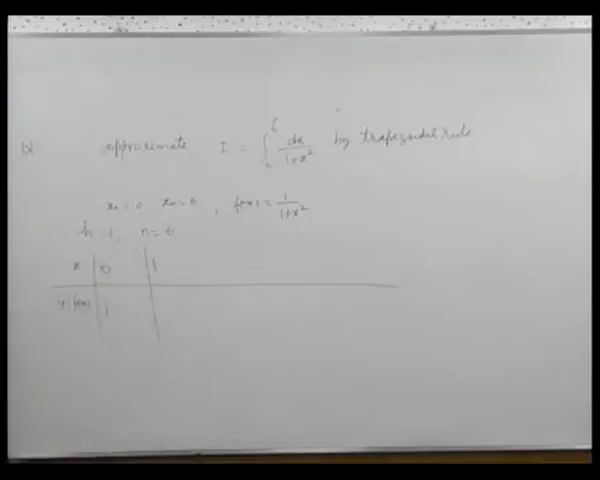 Q approximate I = ∫₀⁶ dx/(1+x²) by trapezoidal rule
x₀ = 0, xₙ = 6, f(x) = 1/(1+x²)
h = 1, n = 6
x 0 1
y = f(x) 1